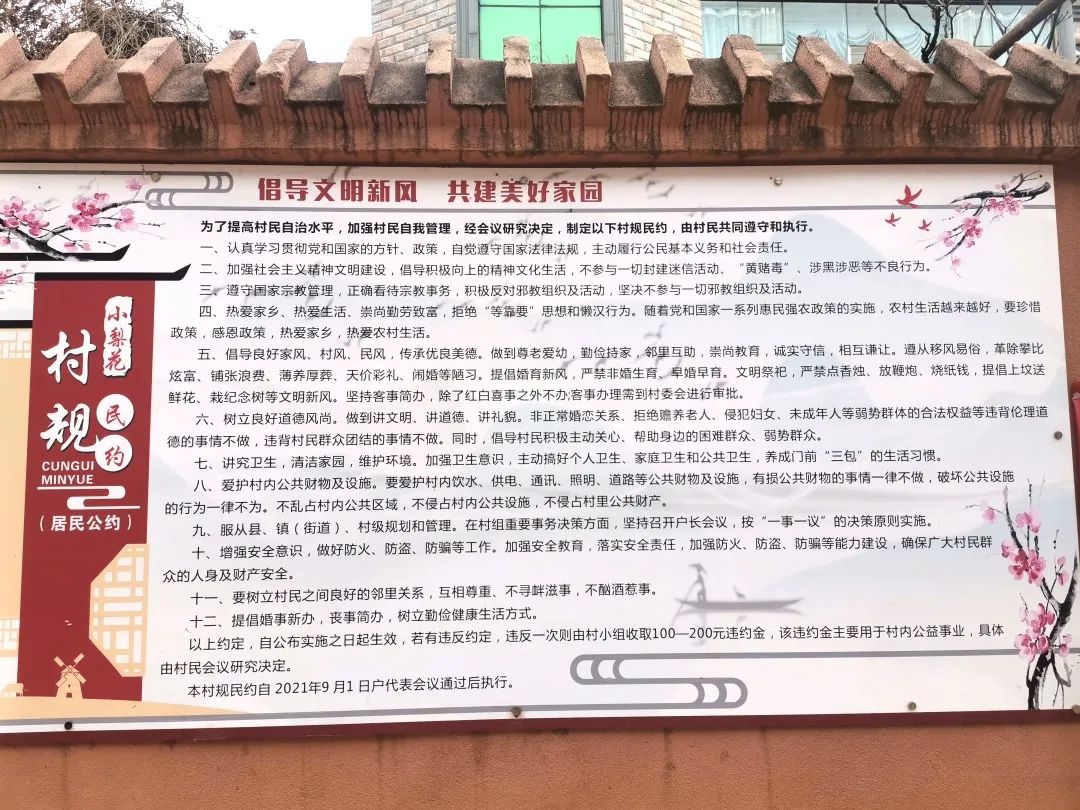 倡导文明新风 共建美好家园
小梨花
村规
民约
CUNGUI
MINYUE
（居民公约）
为了提高村民自治水平，加强村民自我管理，经会议研究决定，制定以下村规民约，由村民共同遵守和执行。
一、认真学习贯彻党和国家的方针、政策，自觉遵守国家法律法规，主动履行公民基本义务和社会责任。
二、加强社会主义精神文明建设，倡导积极向上的精神文化生活，不参与一切封建迷信活动、“黄赌毒”、涉黑涉恶等不良行为。
三、遵守国家宗教管理，正确看待宗教事务，积极反对邪教组织及活动，坚决不参与一切邪教组织及活动。
四、热爱家乡、热爱生活、崇尚勤劳致富，拒绝“等靠要”思想和懒汉行为。随着党和国家一系列惠民强农政策的实施，农村生活越来越好，要珍惜
政策，感恩政策，热爱家乡，热爱农村生活。
五、倡导良好家风、村风、民风，传承优良美德。做到尊老爱幼，勤俭持家，邻里互助，崇尚教育，诚实守信，相互谦让。遵从移风易俗，革除攀比
炫富、铺张浪费、薄养厚葬、天价彩礼、闹婚等陋习。提倡婚育新风，严禁非婚生育、早婚早育。文明祭祀，严禁点香烛、放鞭炮、烧纸钱，提倡上坟送
鲜花、栽纪念树等文明新风。坚持客事简办，除了红白喜事之外不办;客事办理需到村委会进行审批。
六、树立良好道德风尚。做到讲文明、讲道德、讲礼貌。非正常婚恋关系、拒绝赡养老人、侵犯妇女、未成年人等弱势群体的合法权益等违背伦理道
德的事情不做，违背村民群众团结的事情不做。同时，倡导村民积极主动关心、帮助身边的困难群众、弱势群众。
七、讲究卫生，清洁家园，维护环境。加强卫生意识，主动搞好个人卫生、家庭卫生和公共卫生，养成门前“三包”的生活习惯。
八、爱护村内公共财物及设施。要爱护村内饮水、供电、通讯、照明、道路等公共财物及设施，有损公共财物的事情一律不做，破坏公共设施
的行为一律不为。不乱占村内公共区域，不侵占村内公共设施，不侵占村里公共财产。
九、服从县、镇（街道）、村级规划和管理。在村组重要事务决策方面，坚持召开户长会议，按“一事一议”的决策原则实施。
十、增强安全意识，做好防火、防盗、防骗等工作。加强安全教育，落实安全责任，加强防火、防盗、防骗等能力建设，确保广大村民群
众的人身及财产安全。
十一、要树立村民之间良好的邻里关系，互相尊重、不寻衅滋事，不酗酒惹事。
十二、提倡婚事新办，丧事简办，树立勤俭健康生活方式。
以上约定，自公布实施之日起生效，若有违反约定，违反一次则由村小组收取100—200元违约金，该违约金主要用于村内公益事业，具体
由村民会议研究决定。
本村规民约自2021年9月1日户代表会议通过后执行。